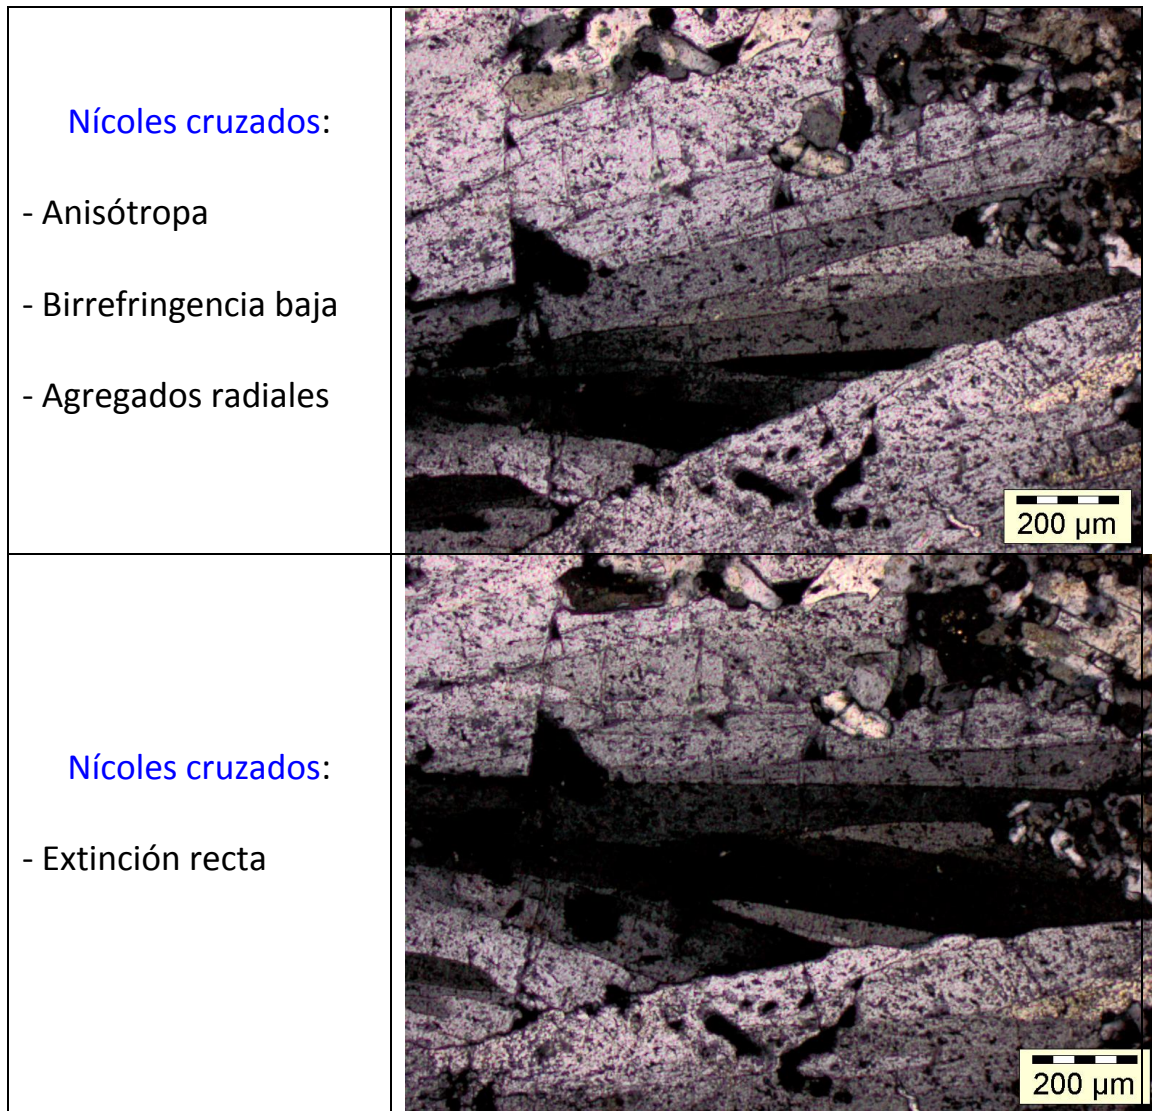 Nícoles cruzados:
- Anisótropa
- Birrefringencia baja
- Agregados radiales
200 µm
Nícoles cruzados:
- Extinción recta
200 µm